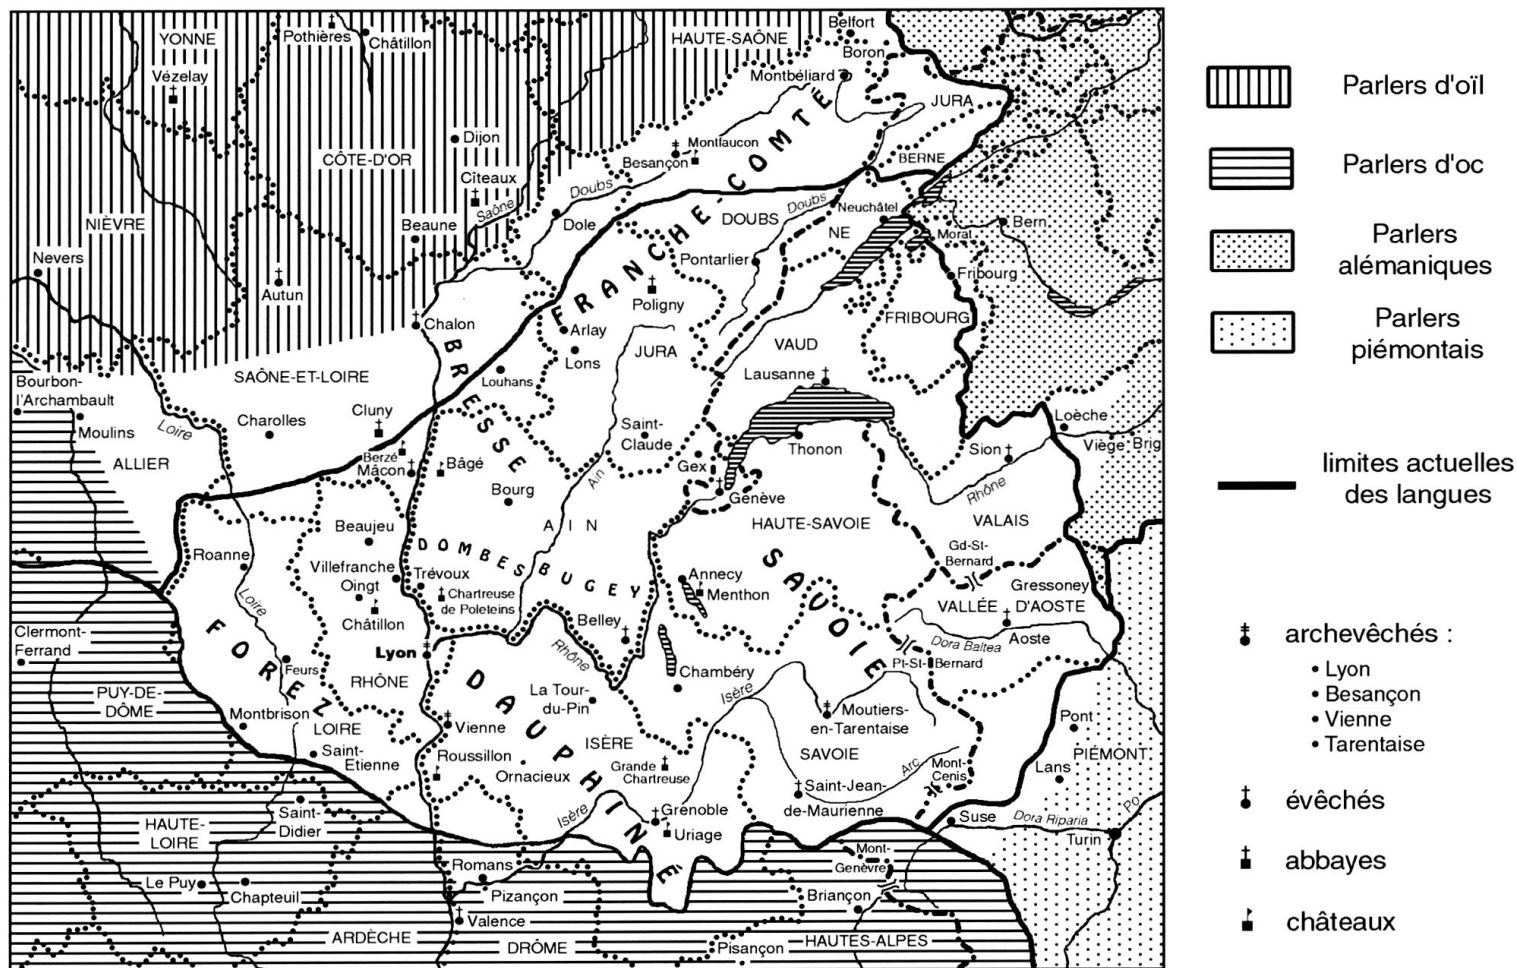 YONNE
Pothières
Châtillon
Vézelay
HAUTE-SAÔNE
Belfort
Boron
Montbéliard
JURA
Dijon
CÔTE-D'OR
Cîteaux
Montfaucon
Besançon
BERNE
FRANCHE-COMTÉ
Doubs
Saône
NIÈVRE
Beaune
Dole
DOUBS
Doubs
Neuchâtel
NE
Morat
Bern
Nevers
Autun
Pontarlier
Fribourg
Poligny
Chalon
Arlay
FRIBOURG
Lons
JURA
VAUD
BRESSE
SAÔNE-ET-LOIRE
Louhans
Lausanne
Bourbon-
l'Archambault
Moulins
Charolles
Cluny
Loire
Saint-
Claude
Thonon
Loèche
Viège
Brig
Sion
ALLIER
Berzé
Mâcon
Bâgé
Gex
Ain
Genève
Rhône
Bourg
Beaujeu
AIN
HAUTE-SAVOIE
VALAIS
Roanne
DOMBES
BUGEY
Gd-St-
Bernard
Villefranche
Oingt
Trévoux
Annecy
Menthon
SAVOIE
Gressoney
Chartreuse
de Poleteins
VALLÉE D'AOSTE
Loire
Châtillon
Belley
Aoste
Dora Baltea
Clermont-
Ferrand
FOREZ
Lyon
Rhône
Pt-St-
Bernard
Feurs
RHÔNE
Chambéry
PUY-DE-
DÔME
DAUPHINÉ
La Tour-
du-Pin
Isère
Montbrison
LOIRE
Vienne
Moutiers-
en-Tarentaise
Pont
ISÈRE
SAVOIE
PIÉMONT
Saint-
Etienne
Roussillon
Ornacieux
Grande
Chartreuse
Arc
Mont-
Cenis
Lans
Saint-Jean-
de-Maurienne
Saint-
Didier
Isère
Grenoble
Uriage
Suse
Dora Riparia
Po
Turin
HAUTE-
LOIRE
Mont-
Genèvre
Romans
Le Puy
Chapteuil
Pizançon
Briançon
Valence
ARDÈCHE
DRÔME
Pisançon
HAUTES-ALPES
Parlers d'oïl
Parlers d'oc
Parlers
alémaniques
Parlers
piémontais
limites actuelles
des langues
archevêchés :
• Lyon
• Besançon
• Vienne
• Tarentaise
évêchés
abbayes
châteaux